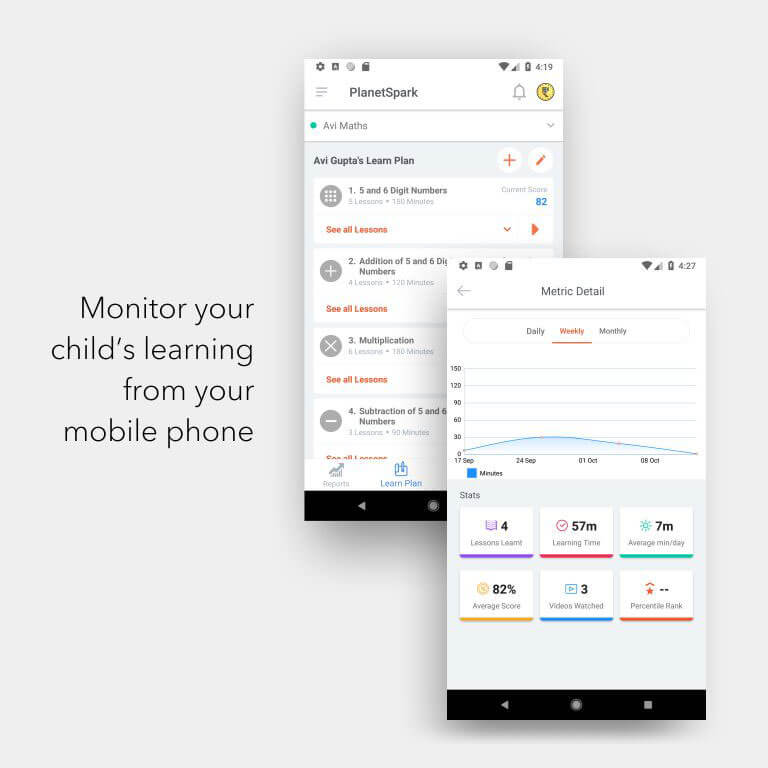 Monitor your
child’s learning
from your
mobile phone
4:19
PlanetSpark
Avi Maths
Avi Gupta's Learn Plan
1. 5 and 6 Digit Numbers
Current Score
5 Lessons • 150 Minutes
82
See all Lessons
2. Addition of 5 and 6 Dig
Numbers
4 Lessons • 120 Minutes
See all Lessons
3. Multiplication
6 Lessons • 180 Minutes
See all Lessons
4. Subtraction of 5 and 6
Numbers
3 Lessons • 90 Minutes
See all Lessons
Reports
Learn Plan
4:27
Metric Detail
Daily Weekly Monthly
150
120
90
60
30
0
17 Sep 24 Sep 01 Oct 08 Oct
Minutes
Stats
4
Lessons Learnt
57m
Learning Time
7m
Average min/day
82%
Average Score
3
Videos Watched
--
Percentile Rank